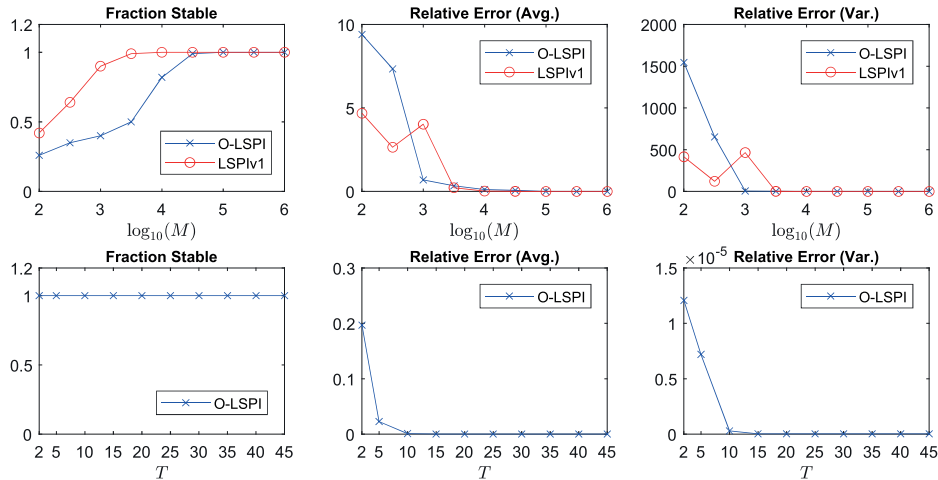 Fraction Stable
1.2
1
0.5
0
2 3 4 5 6
log10(M)
O-LSPI
LSPIv1
Relative Error (Avg.)
10
5
0
2 3 4 5 6
log10(M)
O-LSPI
LSPIv1
Relative Error (Var.)
2000
1500
1000
500
0
2 3 4 5 6
log10(M)
O-LSPI
LSPIv1
Fraction Stable
1.2
1
0.5
0
2 5 10 15 20 25 30 35 40 45
T
O-LSPI
Relative Error (Avg.)
0.3
0.2
0.1
0
2 5 10 15 20 25 30 35 40 45
T
O-LSPI
×10-5
Relative Error (Var.)
1.5
1
0.5
0
2 5 10 15 20 25 30 35 40 45
T
O-LSPI